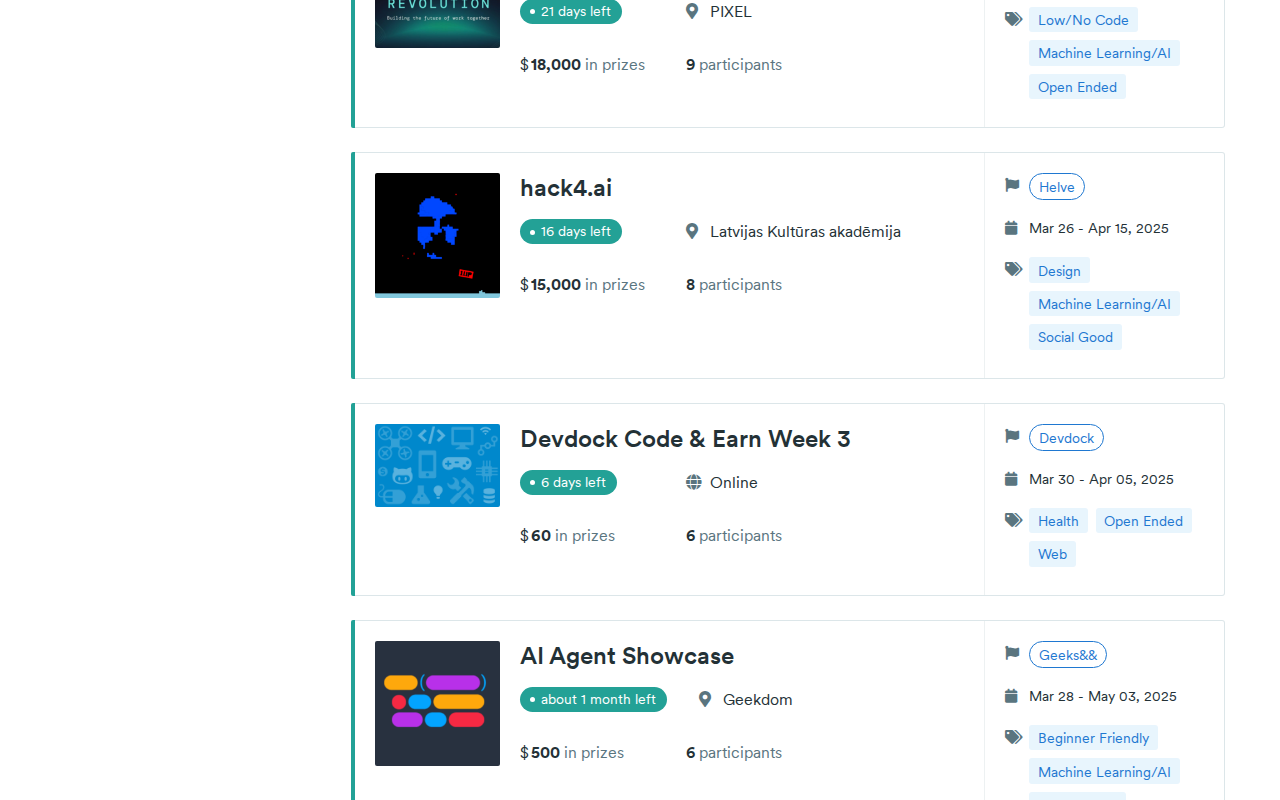 REVOLUTION
Building the future of work together
21 days left
PIXEL
$18,000 in prizes
9 participants
Low/No Code
Machine Learning/AI
Open Ended
hack4.ai
16 days left
Latvijas Kultūras akadēmija
$15,000 in prizes
8 participants
Helve
Mar 26 - Apr 15, 2025
Design
Machine Learning/AI
Social Good
Devdock Code & Earn Week 3
6 days left
Online
$60 in prizes
6 participants
Devdock
Mar 30 - Apr 05, 2025
Health Open Ended
Web
AI Agent Showcase
about 1 month left
Geekdom
$500 in prizes
6 participants
Geeks&&
Mar 28 - May 03, 2025
Beginner Friendly
Machine Learning/AI